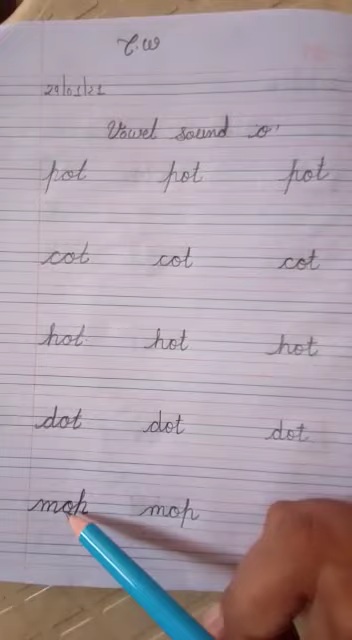 C.W
29/01/21
Vowel sound 'o'
pot pot pot
cot cot cot
hot hot hot
dot dot dot
mop mop